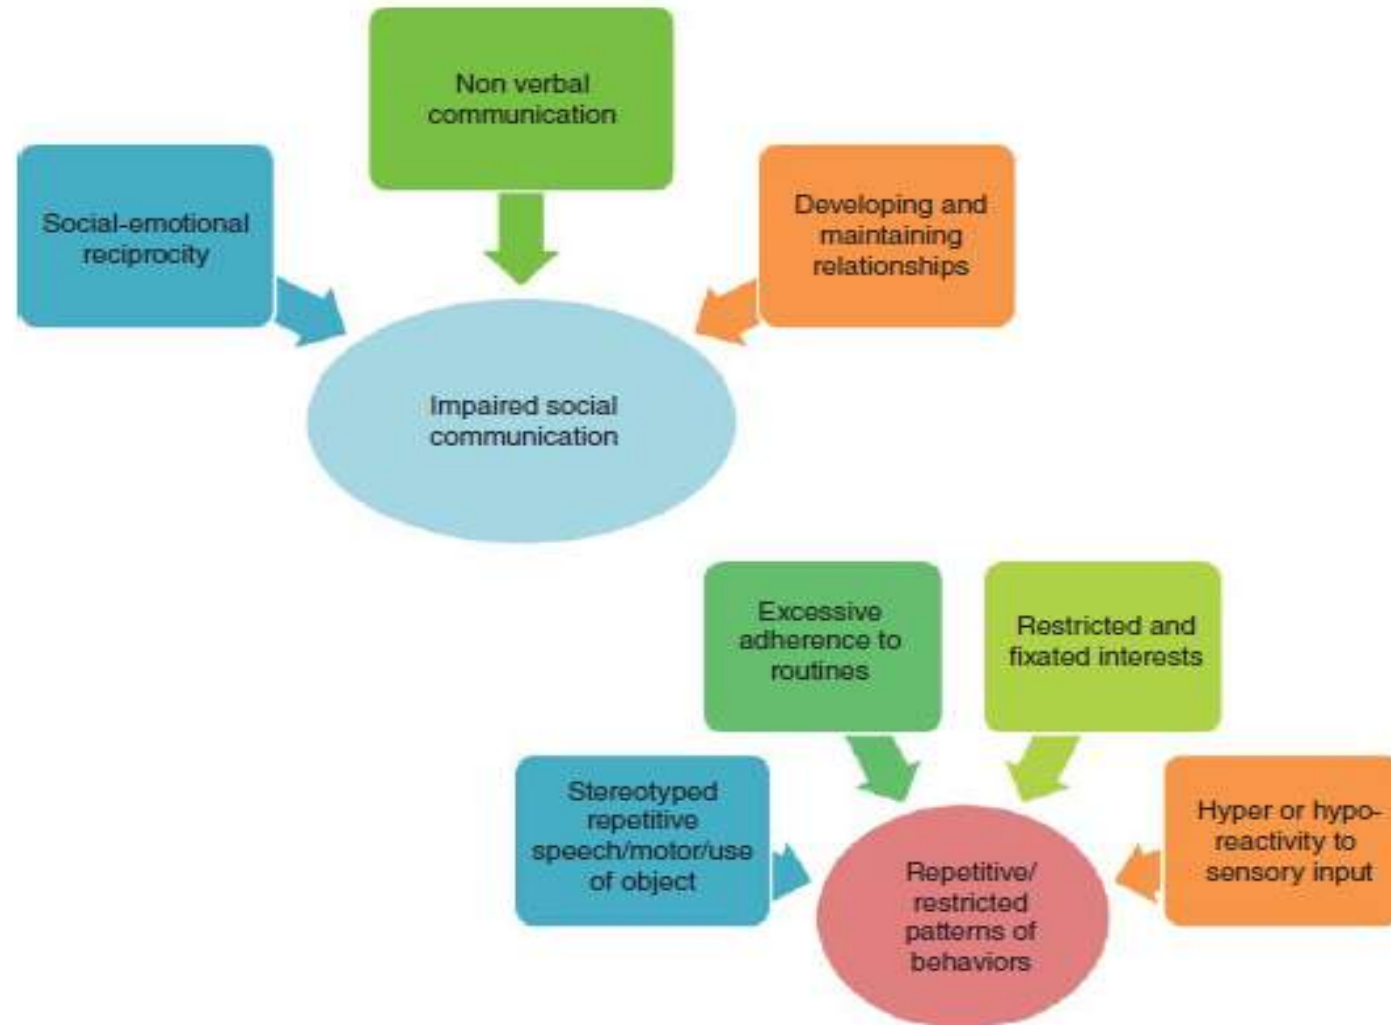 Non verbal
communication
Social-emotional
reciprocity
Developing and
maintaining
relationships
Impaired social
communication
Excessive
adherence to
routines
Restricted and
fixated interests
Stereotyped
repetitive
speech/motor/use
of object
Hyper or hypo-
reactivity to
sensory input
Repetitive/
restricted
patterns of
behaviors